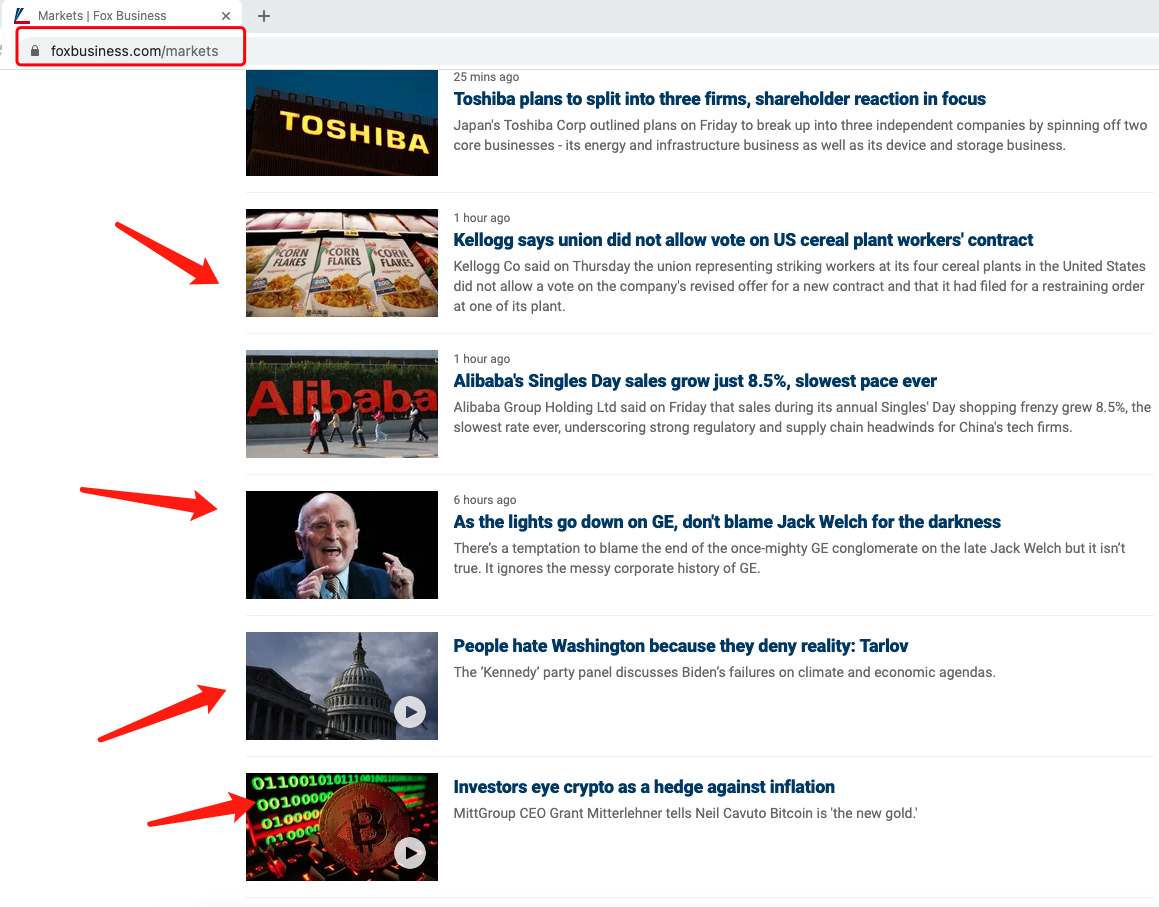 Markets | Fox Business
foxbusiness.com/markets
25 mins ago
Toshiba plans to split into three firms, shareholder reaction in focus
Japan's Toshiba Corp outlined plans on Friday to break up into three independent companies by spinning off two
core businesses - its energy and infrastructure business as well as its device and storage business.
TOSHIBA
1 hour ago
Kellogg says union did not allow vote on US cereal plant workers' contract
Kellogg Co said on Thursday the union representing striking workers at its four cereal plants in the United States
did not allow a vote on the company's revised offer for a new contract and that it had filed for a restraining order
at one of its plant.
CORN FLAKES
CORN FLAKES
CORN FLAKES
1 hour ago
Alibaba's Singles Day sales grow just 8.5%, slowest pace ever
Alibaba Group Holding Ltd said on Friday that sales during its annual Singles' Day shopping frenzy grew 8.5%, the
slowest rate ever, underscoring strong regulatory and supply chain headwinds for China's tech firms.
Alibaba
6 hours ago
As the lights go down on GE, don't blame Jack Welch for the darkness
There’s a temptation to blame the end of the once-mighty GE conglomerate on the late Jack Welch but it isn’t
true. It ignores the messy corporate history of GE.
People hate Washington because they deny reality: Tarlov
The ‘Kennedy’ party panel discusses Biden’s failures on climate and economic agendas.
Investors eye crypto as a hedge against inflation
MittGroup CEO Grant Mitterlehner tells Neil Cavuto Bitcoin is 'the new gold.'